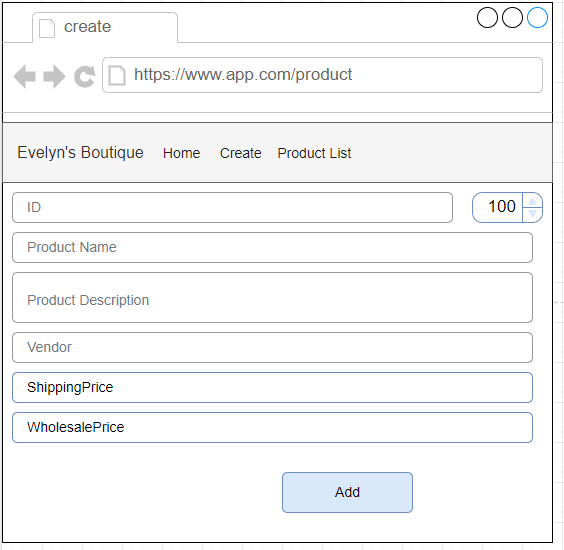 create
https://www.app.com/product
Evelyn's Boutique Home Create Product List
ID 100
Product Name
Product Description
Vendor
ShippingPrice
WholesalePrice
Add